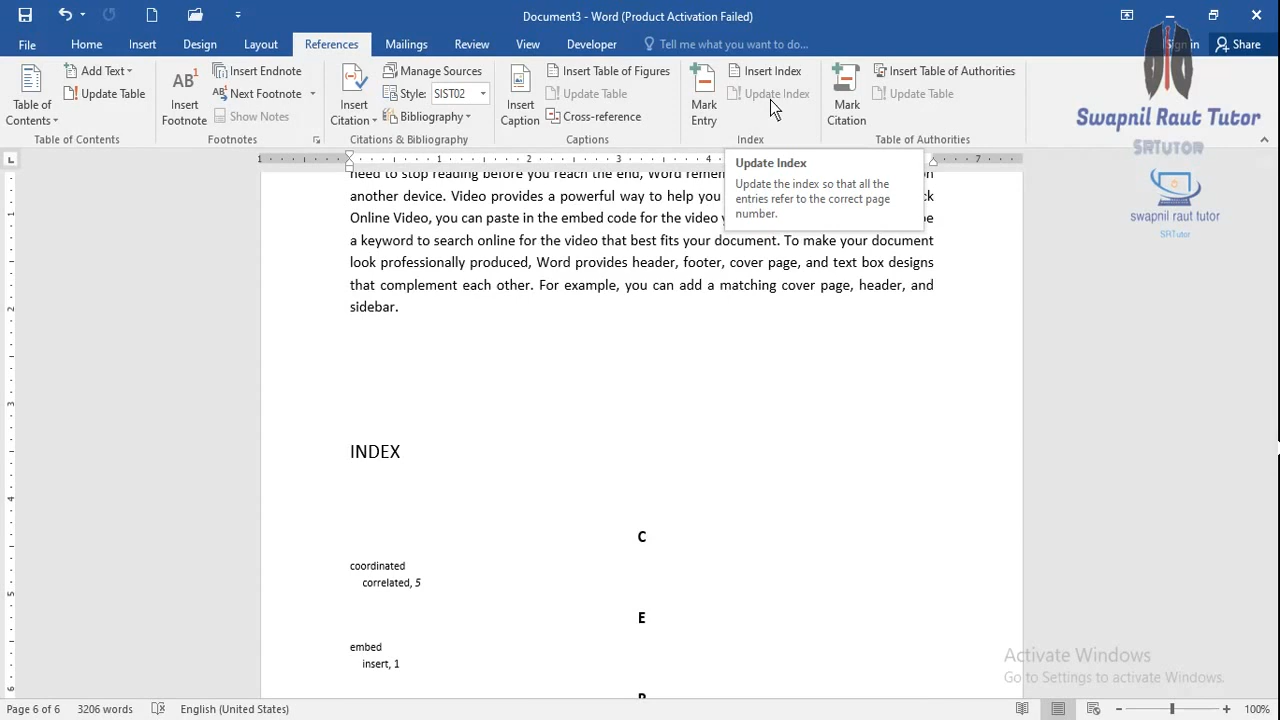 Document3 - Word (Product Activation Failed)
File Home Insert Design Layout References Mailings Review View Developer Tell me what you want to do... Sign in Share
Table of Contents
Add Text
Update Table
Table of Contents
AB1
Insert Footnote
Insert Endnote
Next Footnote
Show Notes
Footnotes
Insert Citation
Manage Sources
Style: SIST02
Bibliography
Citations & Bibliography
Insert Caption
Insert Table of Figures
Update Table
Cross-reference
Captions
Mark Entry
Insert Index
Update Index
Index
Mark Citation
Insert Table of Authorities
Update Table
Table of Authorities
Swapnil Raut Tutor
SRTutor
swapnil raut tutor
SRTutor
Update Index
Update the index so that all the
entries refer to the correct page
number.
1 1 2 3 4 7
need to stop reading before you reach the end, Word
another device. Video provides a powerful way to help you
Online Video, you can paste in the embed code for the video
a keyword to search online for the video that best fits your document. To make your document
look professionally produced, Word provides header, footer, cover page, and text box designs
that complement each other. For example, you can add a matching cover page, header, and
sidebar.
INDEX
C
coordinated
correlated, 5
E
embed
insert, 1
Activate Windows
Go to Settings to activate Windows.
Page 6 of 6 3206 words English (United States) 100%